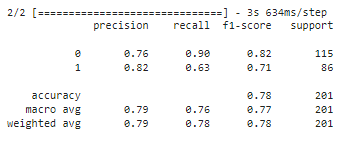 2/2 [==============================] - 3s 634ms/step
precision recall f1-score support
0 0.76 0.90 0.82 115
1 0.82 0.63 0.71 86
accuracy 0.78 201
macro avg 0.79 0.76 0.77 201
weighted avg 0.79 0.78 0.78 201